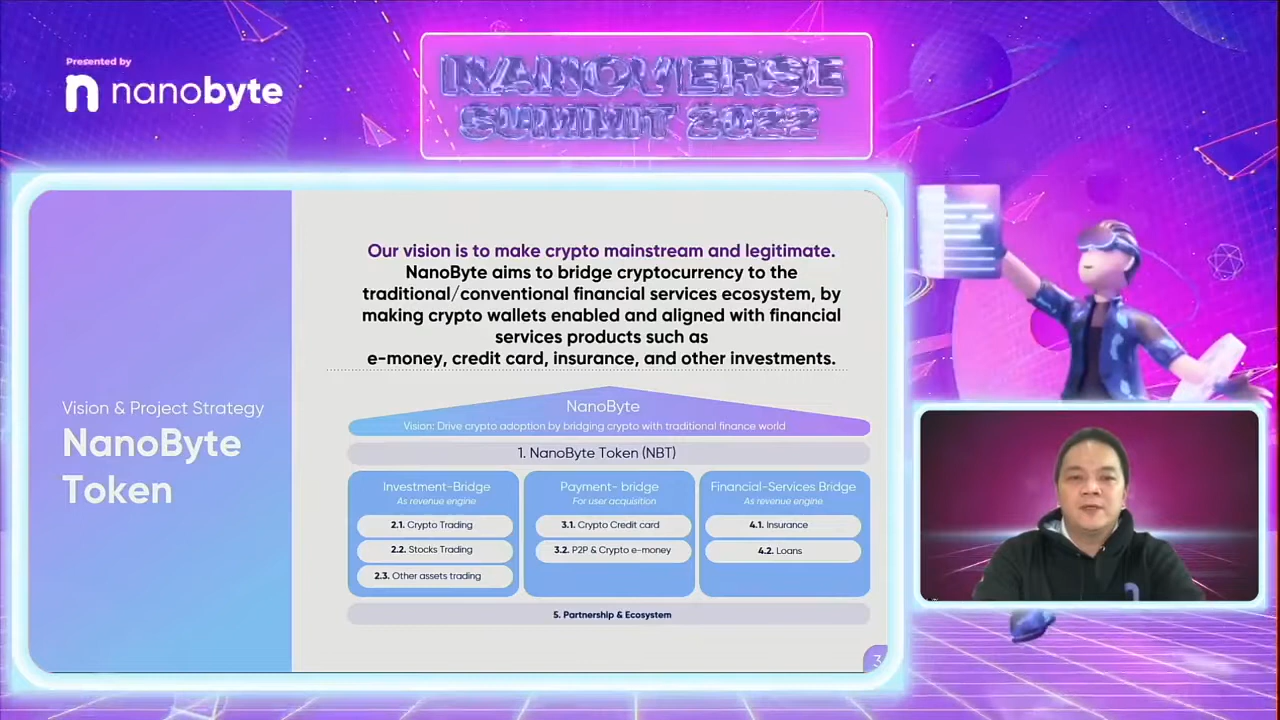 Presented by
nanobyte
NANOVERSE
SUMMIT 2022
Our vision is to make crypto mainstream and legitimate.
NanoByte aims to bridge cryptocurrency to the
traditional/conventional financial services ecosystem, by
making crypto wallets enabled and aligned with financial
services products such as
e-money, credit card, insurance, and other investments.
Vision & Project Strategy
NanoByte
Token
NanoByte
Vision: Drive crypto adoption by bridging crypto with traditional finance world
1. NanoByte Token (NBT)
Investment-Bridge
As revenue engine
2.1. Crypto Trading
2.2. Stocks Trading
2.3. Other assets trading
Payment- bridge
For user acquisition
3.1. Crypto Credit card
3.2. P2P & Crypto e-money
Financial-Services Bridge
As revenue engine
4.1. Insurance
4.2. Loans
5. Partnership & Ecosystem
3